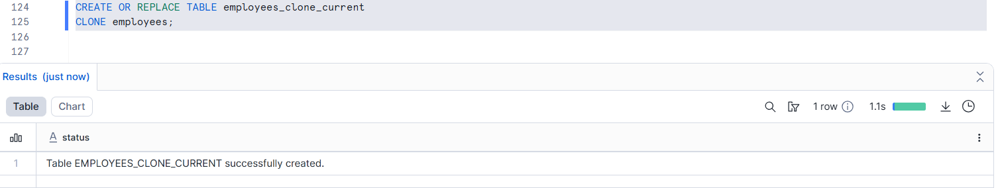 124 CREATE OR REPLACE TABLE employees_clone_current
125 CLONE employees;
126
127
Results (just now)
Table Chart 1 row 1.1s
A status
1 Table EMPLOYEES_CLONE_CURRENT successfully created.